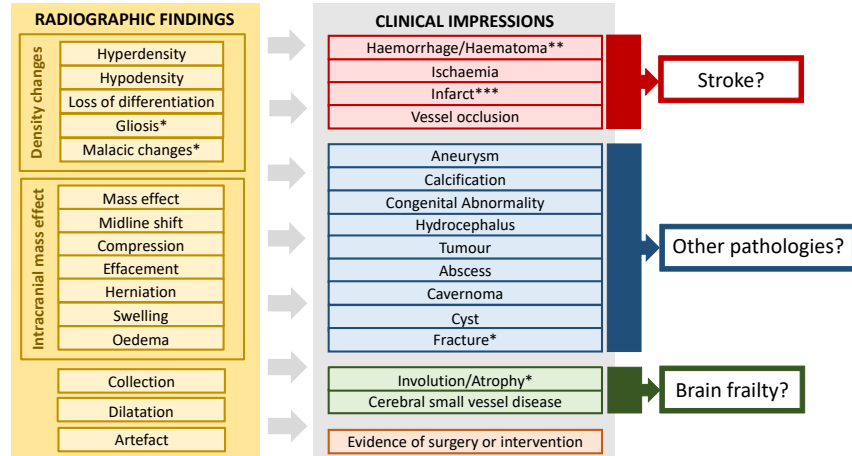 RADIOGRAPHIC FINDINGS
Density changes
Hyperdensity
Hypodensity
Loss of differentiation
Gliosis*
Malacic changes*
Intracranial mass effect
Mass effect
Midline shift
Compression
Effacement
Herniation
Swelling
Oedema
Collection
Dilatation
Artefact
CLINICAL IMPRESSIONS
Haemorrhage/Haematoma**
Ischaemia
Infarct***
Vessel occlusion
Aneurysm
Calcification
Congenital Abnormality
Hydrocephalus
Tumour
Abscess
Cavernoma
Cyst
Fracture*
Involution/Atrophy*
Cerebral small vessel disease
Evidence of surgery or intervention
Stroke?
Other pathologies?
Brain frailty?